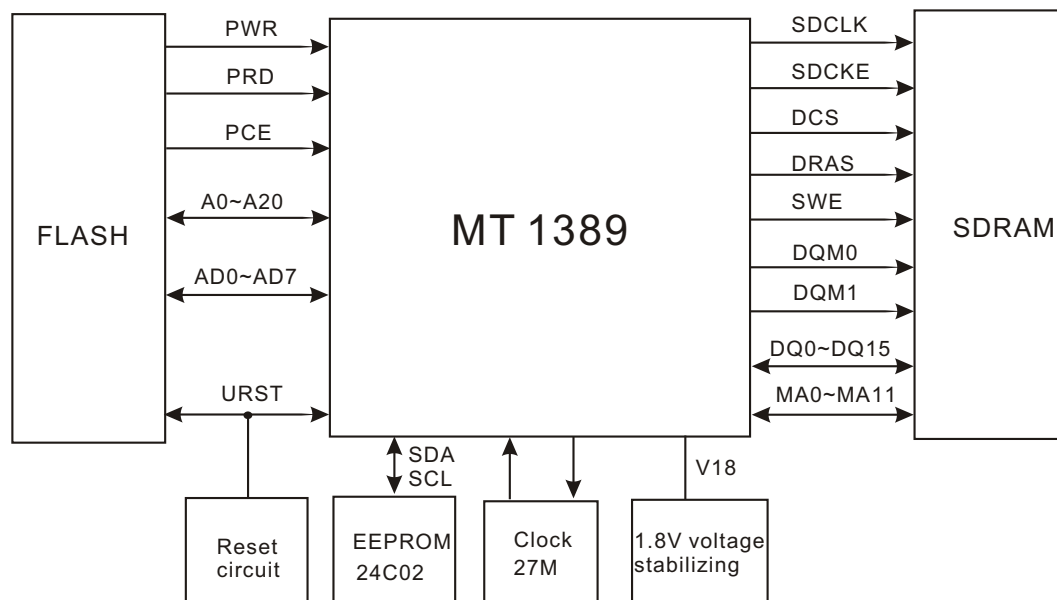 PWR
PRD
PCE
A0~A20
AD0~AD7
URST
FLASH
MT 1389
SDCLK
SDCKE
DCS
DRAS
SWE
DQM0
DQM1
DQ0~DQ15
MA0~MA11
SDRAM
SDA
SCL
V18
Reset
circuit
EEPROM
24C02
Clock
27M
1.8V voltage
stabilizing